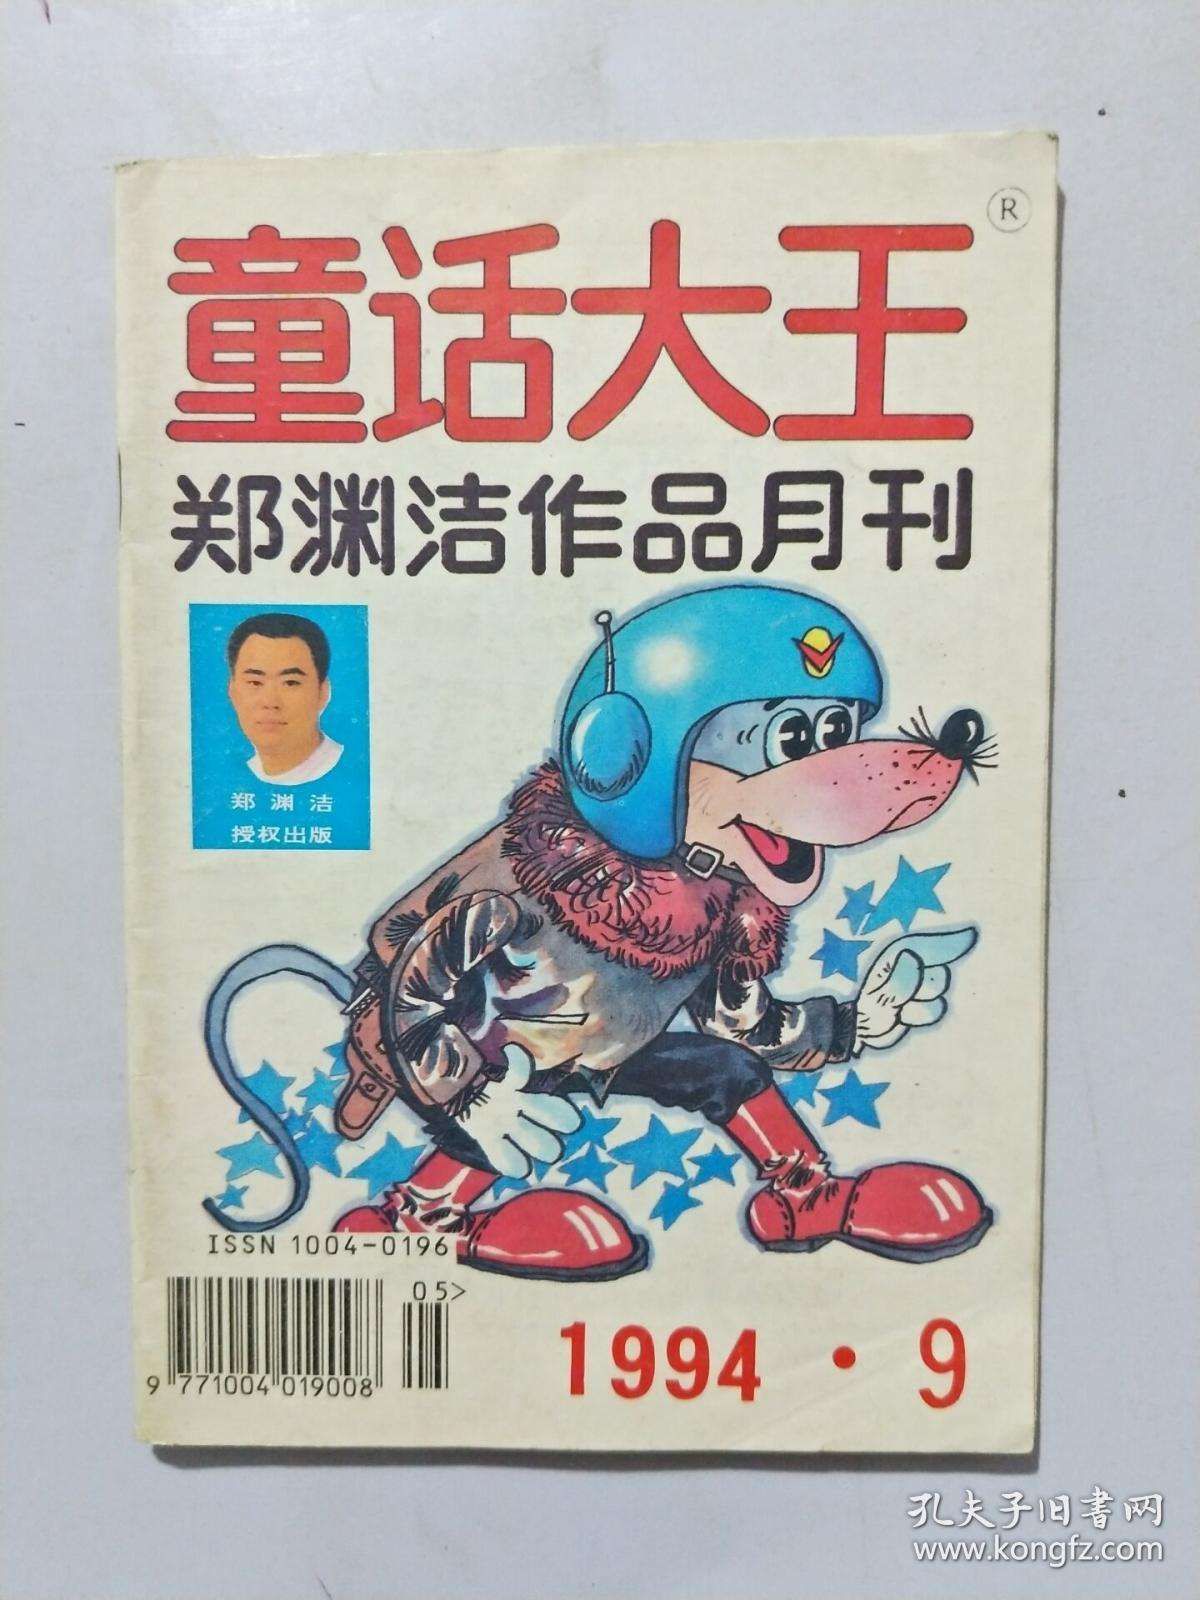 童话大王 ®
郑渊洁作品月刊
郑渊洁
授权出版
ISSN 1004-0196
05>
9 771004 019008
1994·9
孔夫子旧书网
www.kongfz.com